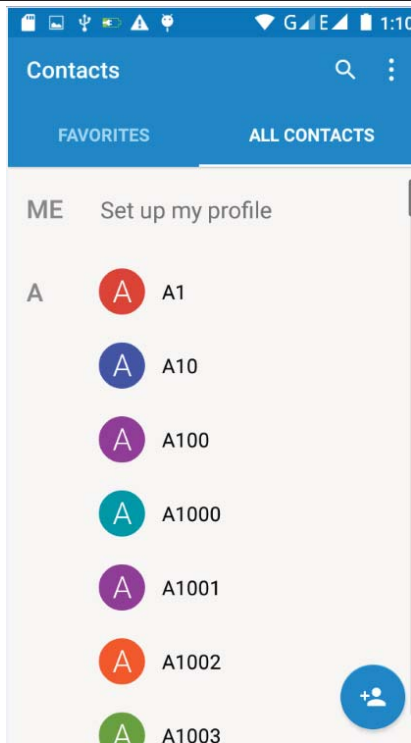 G E 1:10
Contacts
FAVORITES ALL CONTACTS
ME Set up my profile
A A A1
A A10
A A100
A A1000
A A1001
A A1002
A A1003